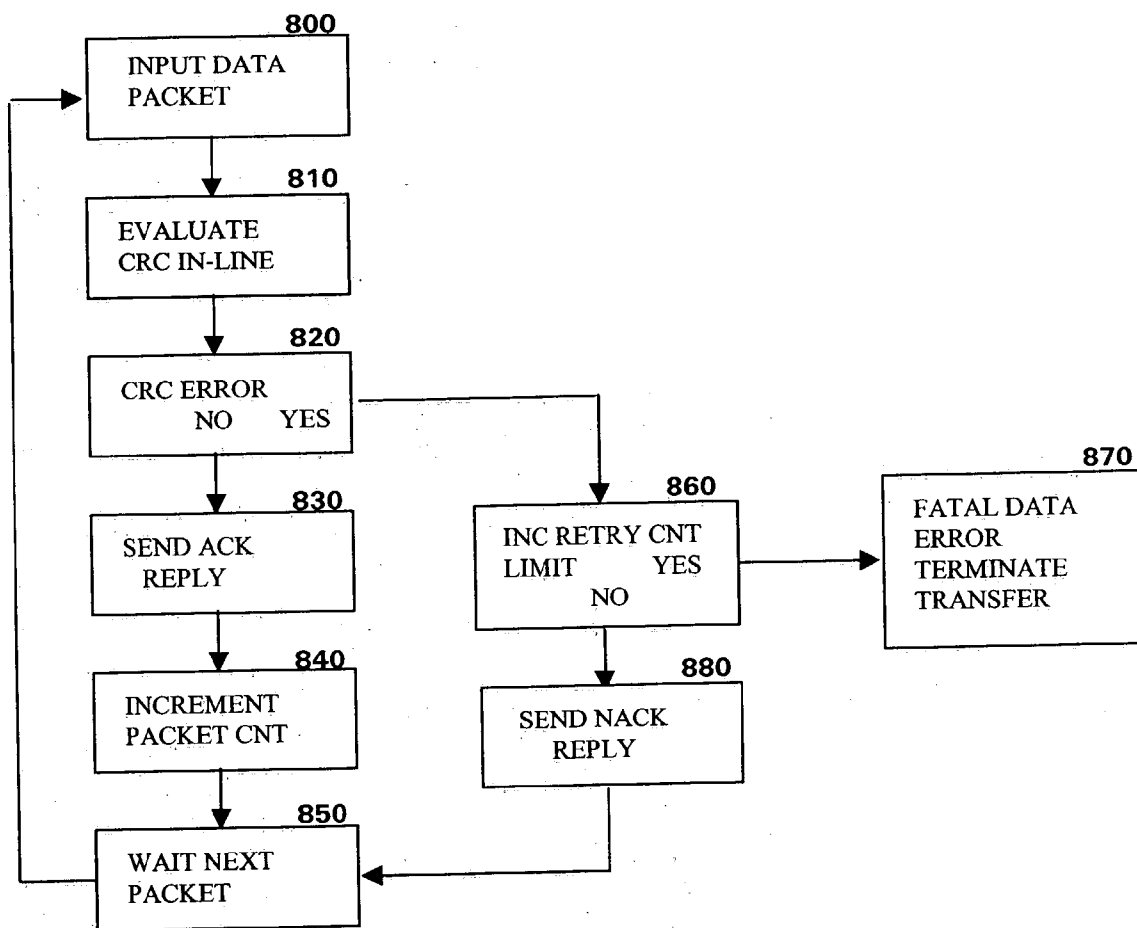 800
INPUT DATA
PACKET
810
EVALUATE
CRC IN-LINE
820
CRC ERROR
NO YES
830
SEND ACK
REPLY
840
INCREMENT
PACKET CNT
850
WAIT NEXT
PACKET
860
INC RETRY CNT
LIMIT YES
NO
870
FATAL DATA
ERROR
TERMINATE
TRANSFER
880
SEND NACK
REPLY